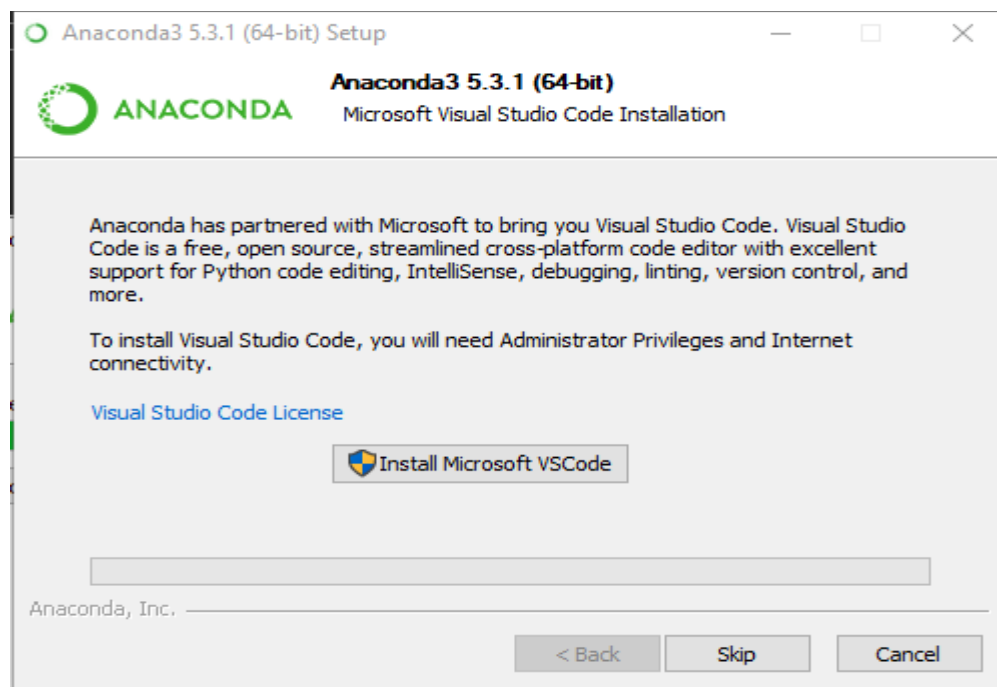 Anaconda3 5.3.1 (64-bit) Setup
ANACONDA
Anaconda3 5.3.1 (64-bit)
Microsoft Visual Studio Code Installation
Anaconda has partnered with Microsoft to bring you Visual Studio Code. Visual Studio
Code is a free, open source, streamlined cross-platform code editor with excellent
support for Python code editing, IntelliSense, debugging, linting, version control, and
more.
To install Visual Studio Code, you will need Administrator Privileges and Internet
connectivity.
Visual Studio Code License
Install Microsoft VSCode
Anaconda, Inc.
< Back
Skip
Cancel